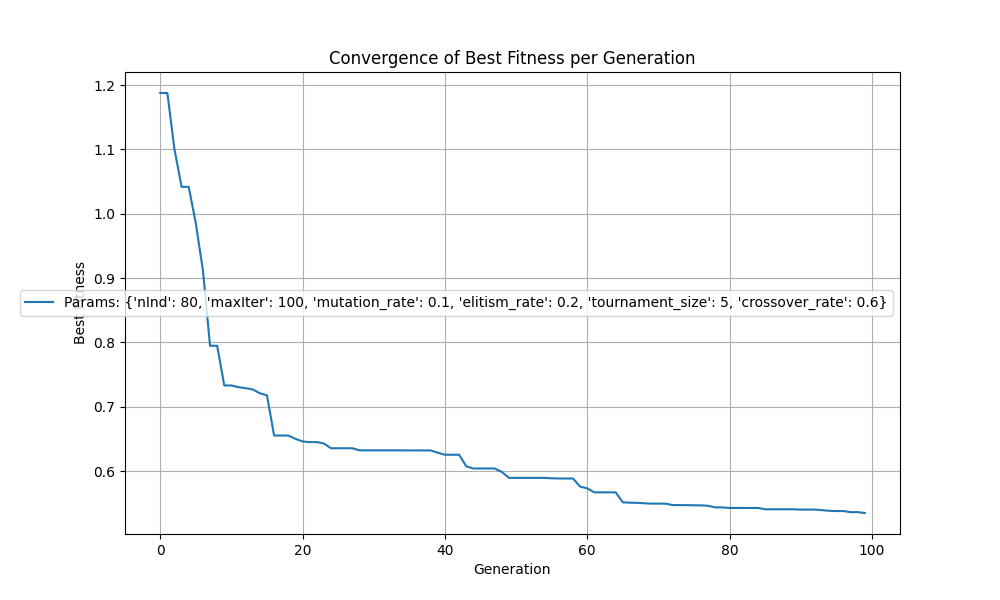 Convergence of Best Fitness per Generation
1.2
1.1
1.0
0.9
Params: {'nInd': 80, 'maxIter': 100, 'mutation_rate': 0.1, 'elitism_rate': 0.2, 'tournament_size': 5, 'crossover_rate': 0.6}
Best Fitness
0.8
0.7
0.6
0 20 40 60 80 100
Generation